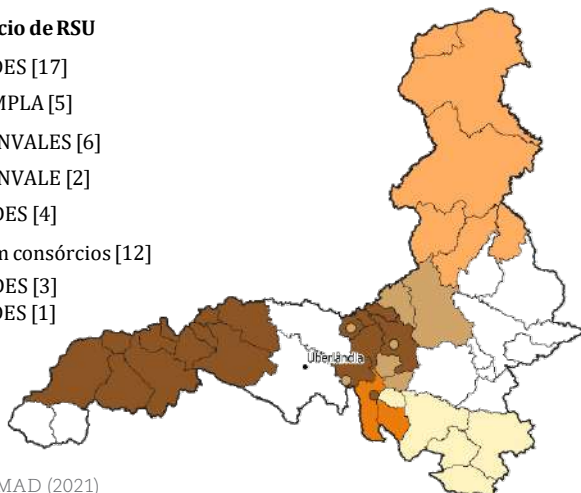 cio de RSU
DES [17]
MPLA [5]
NVALES [6]
NVALE [2]
DES [4]
m consórcios [12]
DES [3]
DES [1]
Uberlândia
MAD (2021)